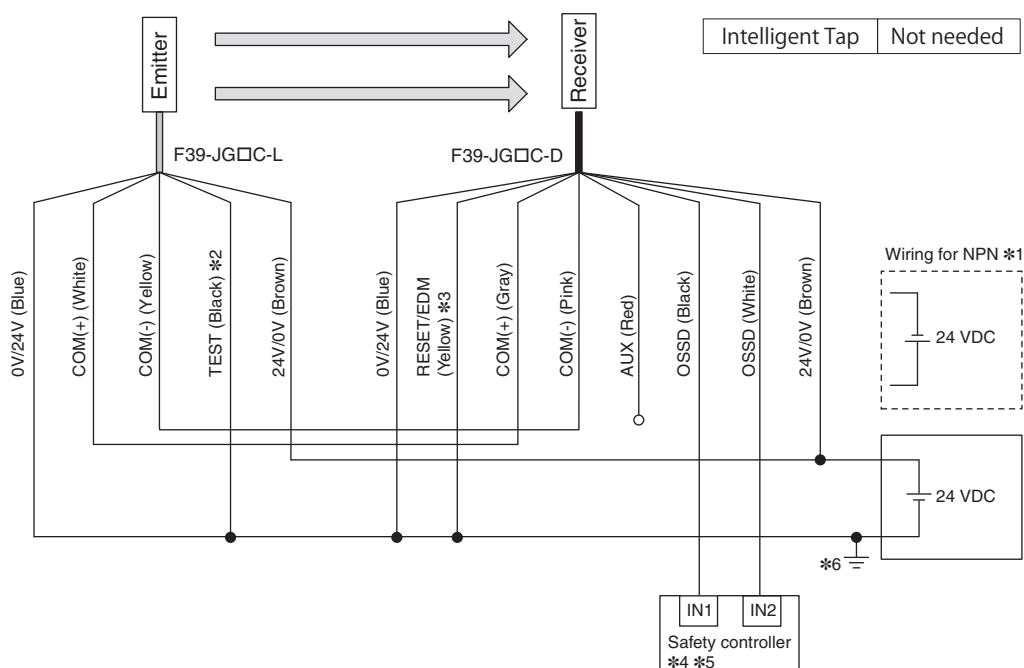 Emitter
Receiver
Intelligent Tap
Not needed
F39-JG□C-L
F39-JG□C-D
0V/24V (Blue)
COM(+) (White)
COM(-) (Yellow)
TEST (Black) ✻2
24V/0V (Brown)
0V/24V (Blue)
RESET/EDM
(Yellow) ✻3
COM(+) (Gray)
COM(-) (Pink)
AUX (Red)
OSSD (Black)
OSSD (White)
24V/0V (Brown)
Wiring for NPN ✻1
24 VDC
24 VDC
✻6
IN1
IN2
Safety controller
✻4 ✻5